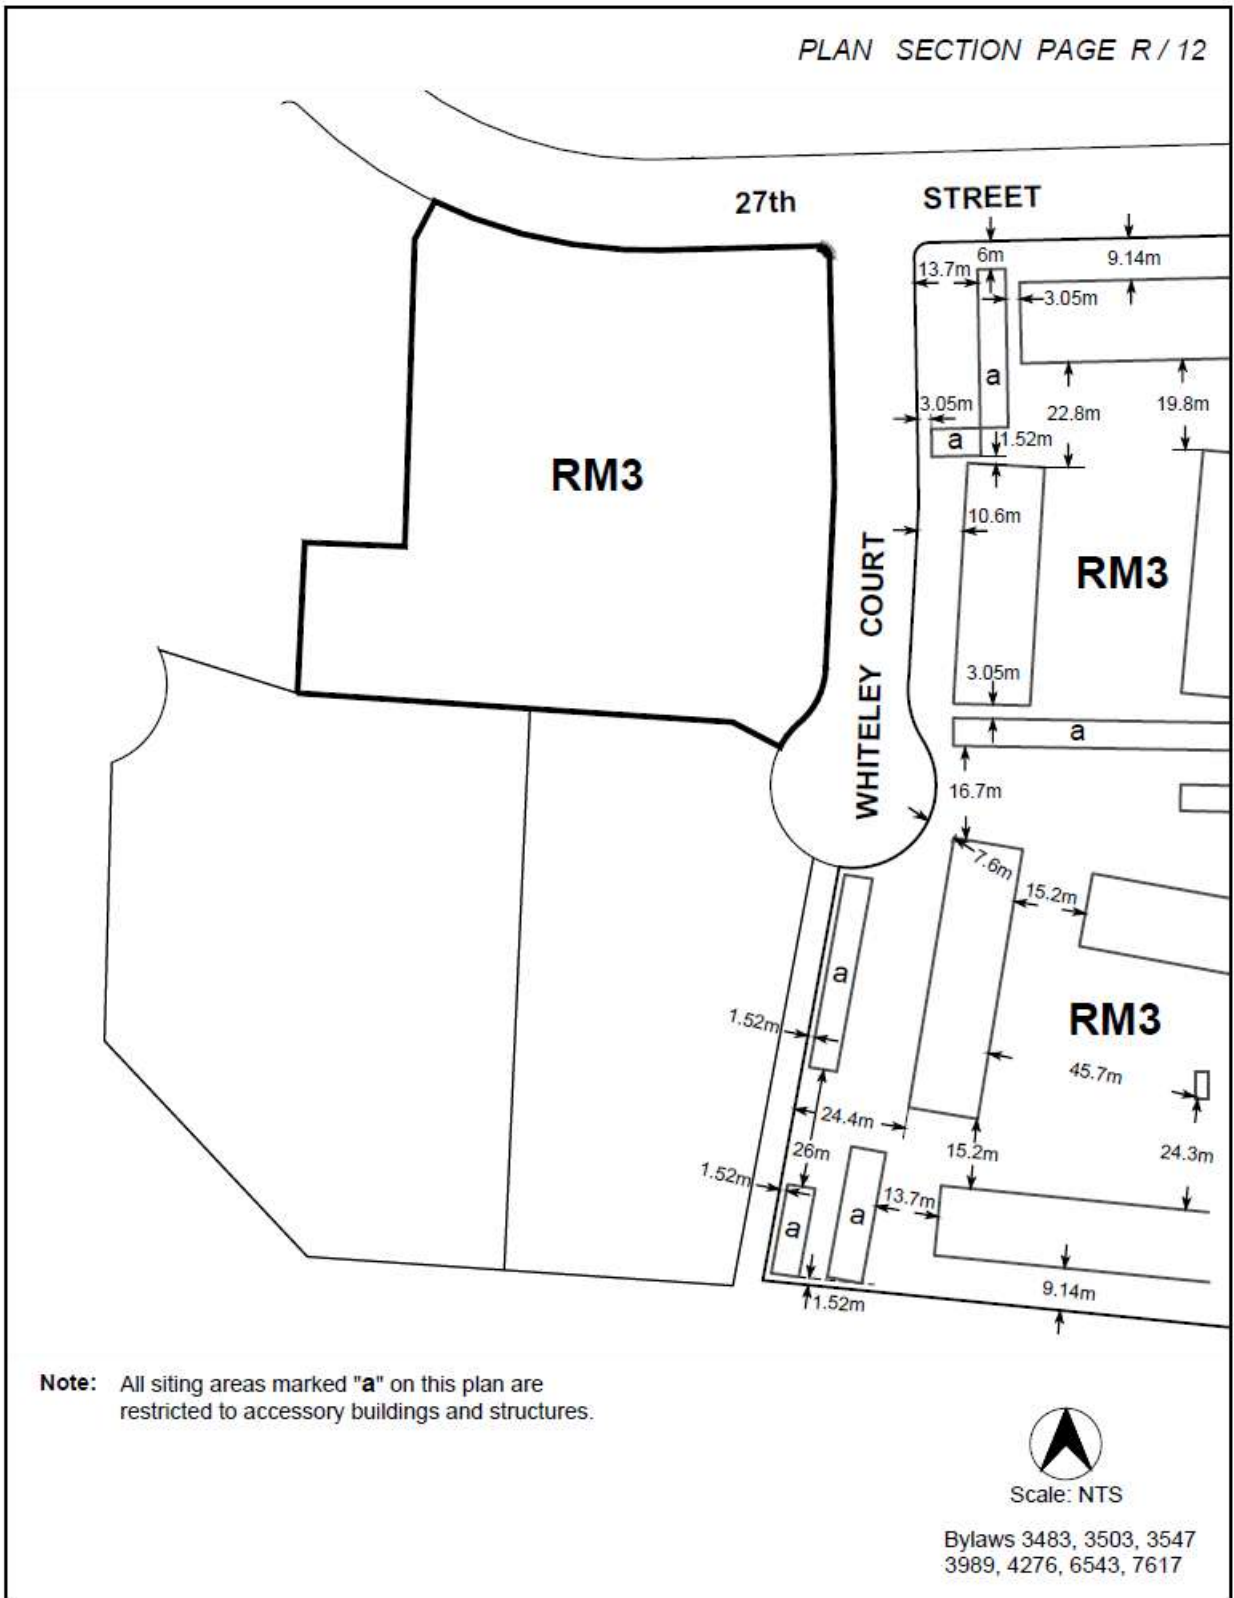 PLAN SECTION PAGE R / 12
27th STREET
6m
9.14m
13.7m
3.05m
a
3.05m
22.8m
19.8m
a
1.52m
RM3
10.6m
RM3
WHITELEY COURT
3.05m
a
16.7m
7.6m
15.2m
a
RM3
1.52m
45.7m
24.4m
26m
15.2m
24.3m
1.52m
13.7m
a
a
9.14m
1.52m
Note: All siting areas marked "a" on this plan are
restricted to accessory buildings and structures.
Scale: NTS
Bylaws 3483, 3503, 3547
3989, 4276, 6543, 7617